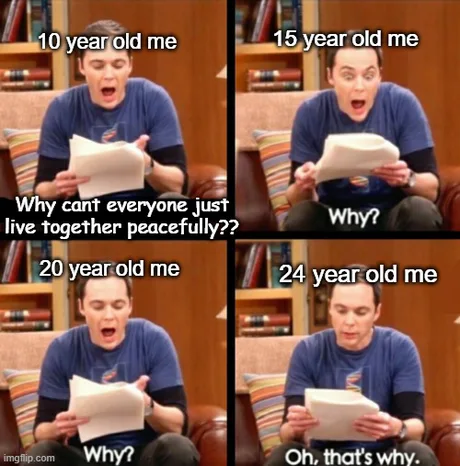 10 year old me
15 year old me
Why cant everyone just
live together peacefully??
Why?
20 year old me
24 year old me
Why?
Oh, that's why.
imgflip.com